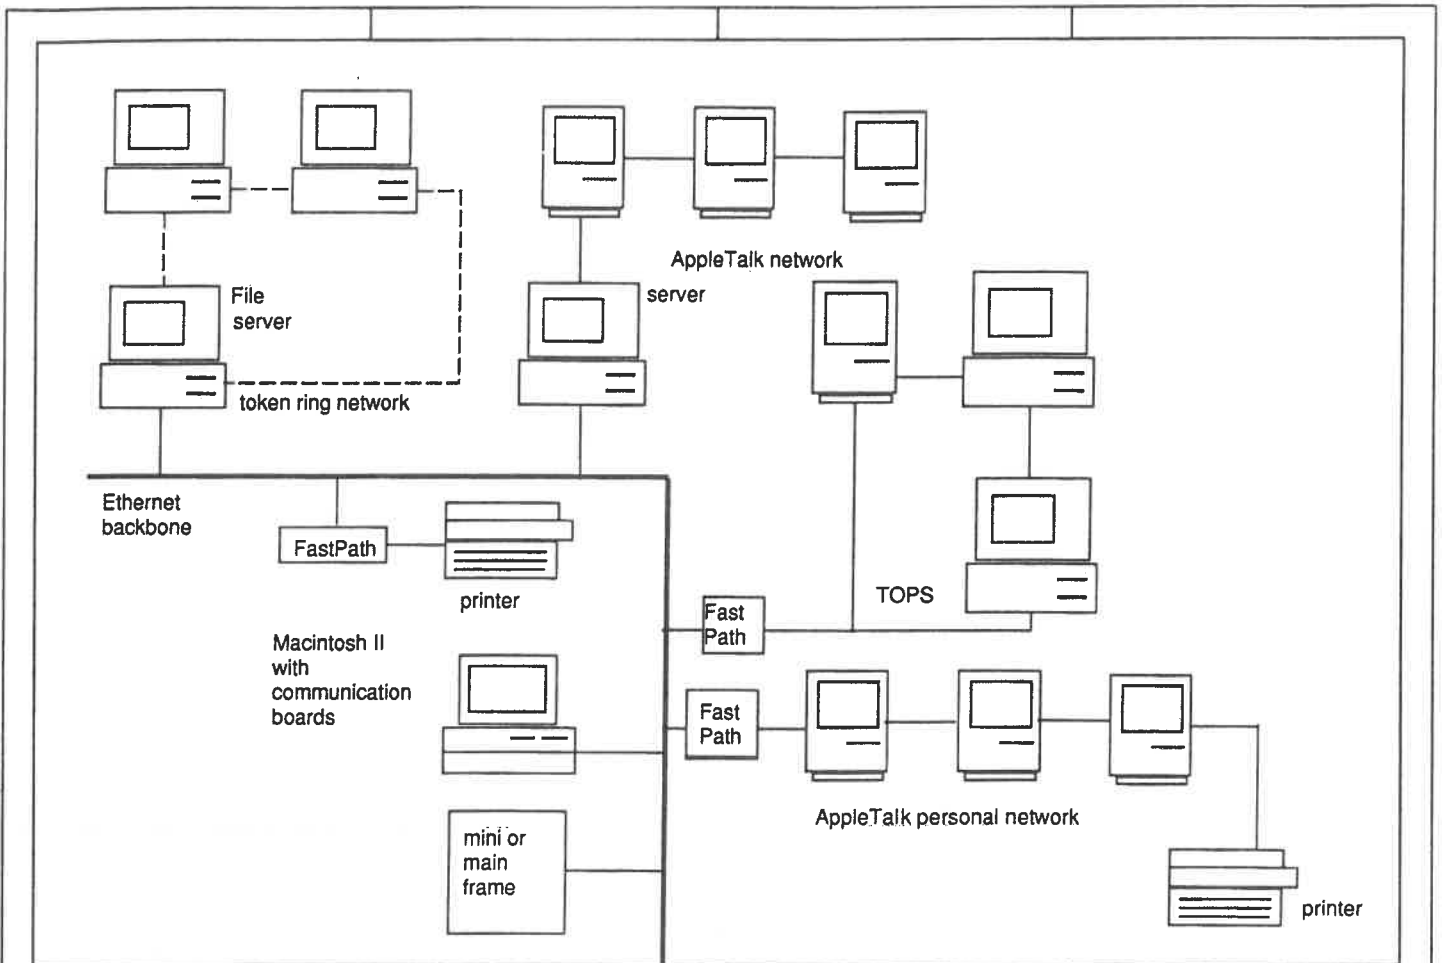 AppleTalk network
File
server
server
token ring network
Ethernet
backbone
FastPath
printer
TOPS
Fast
Path
Macintosh II
with
communication
boards
Fast
Path
AppleTalk personal network
mini or
main
frame
printer